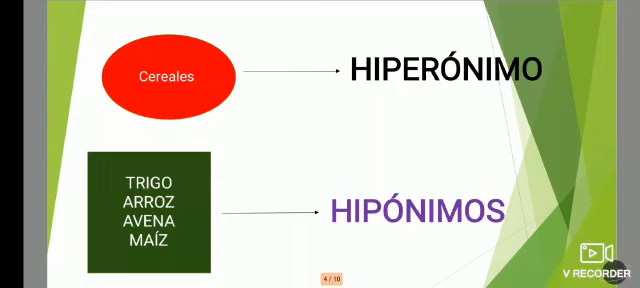 Cereales
HIPERÓNIMO
TRIGO
ARROZ
AVENA
MAÍZ
HIPÓNIMOS
4 / 10
V RECORDER